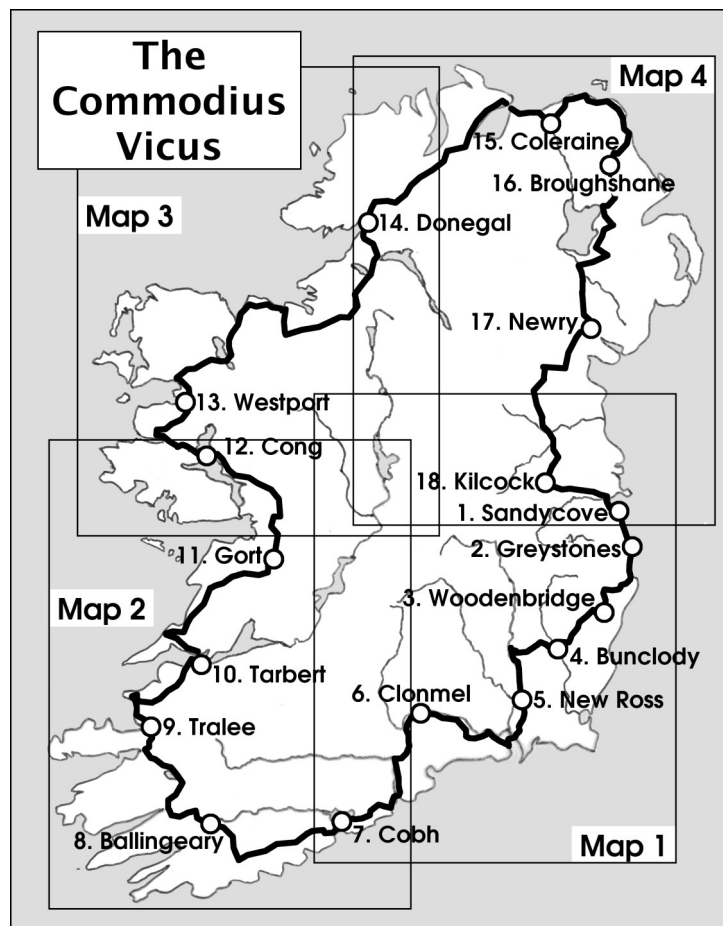 The
Commodius
Vicus
Map 4
15. Coleraine
16. Broughshane
Map 3
14. Donegal
17. Newry
13. Westport
12. Cong
18. Kilcock
1. Sandycove
2. Greystones
11. Gort
3. Woodenbridge
Map 2
4. Bunclody
10. Tarbert
6. Clonmel
5. New Ross
9. Tralee
8. Ballingeary
7. Cobh
Map 1